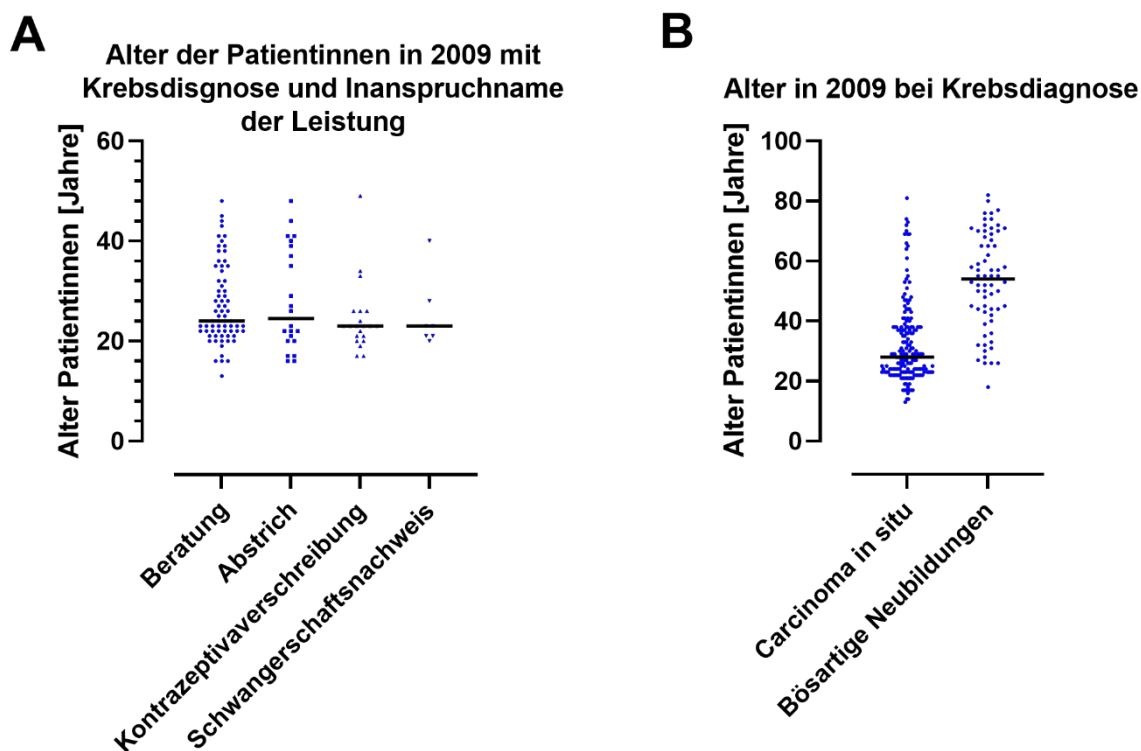 A
Alter der Patientinnen in 2009 mit
Krebsdisgnose und Inanspruchname
der Leistung
Alter Patientinnen [Jahre]
60
40
20
0
Beratung
Abstrich
Kontrazeptivaverschreibung
Schwangerschaftsnachweis
B
Alter in 2009 bei Krebsdiagnose
Alter Patientinnen [Jahre]
100
80
60
40
20
0
Carcinoma in situ
Bösartige Neubildungen